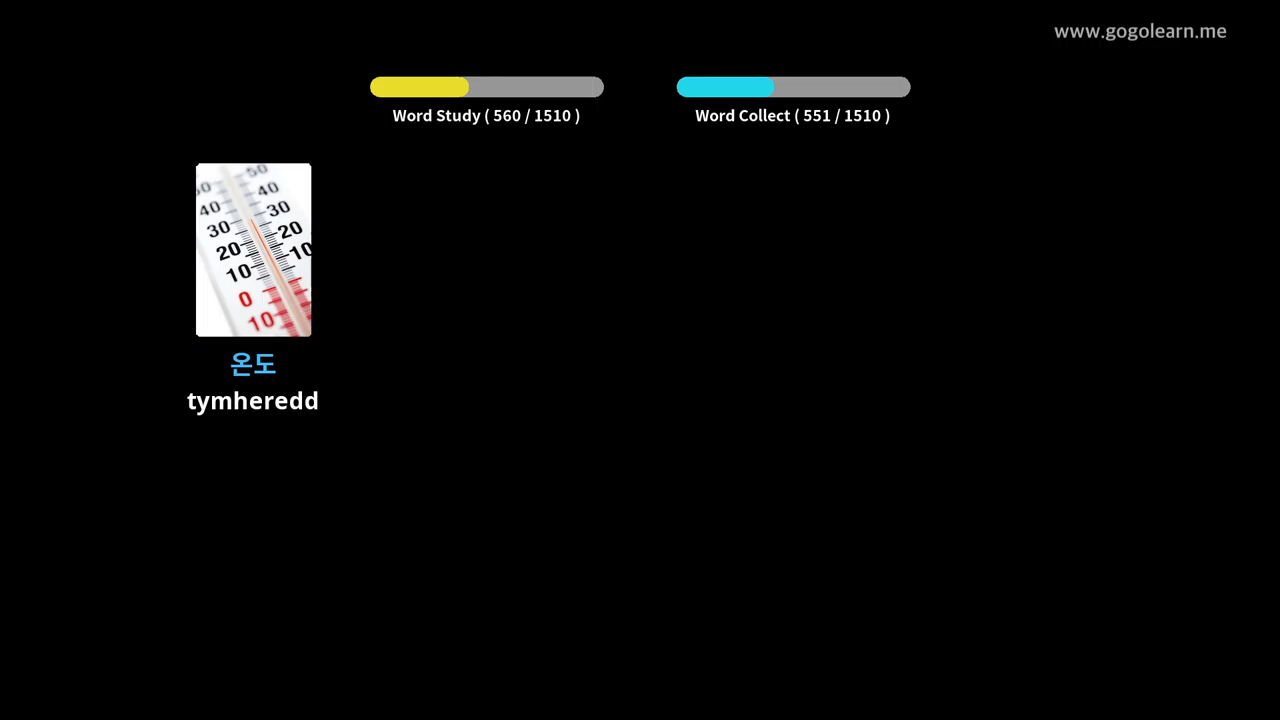 www.gogolearn.me
Word Study ( 560 / 1510 )
Word Collect ( 551 / 1510 )
50
40
40
30
30
20
20
10
10
0
10
온도
tymheredd